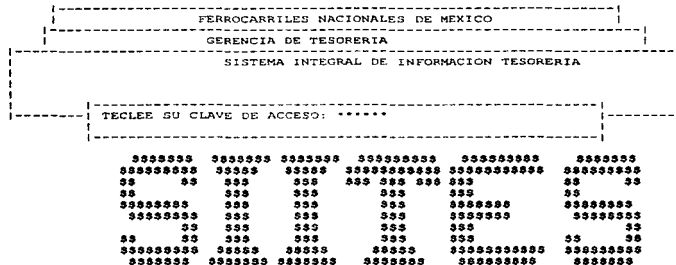 FERROCARRILES NACIONALES DE MEXICO
GERENCIA DE TESORERIA
SISTEMA INTEGRAL DE INFORMACION TESORERIA
TECLEE SU CLAVE DE ACCESO: ******
SIITES